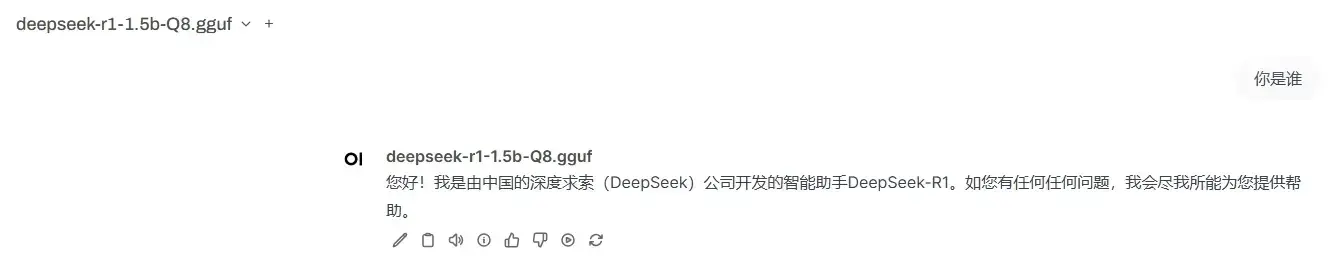 deepseek-r1-1.5b-Q8.gguf
你是谁
OI
deepseek-r1-1.5b-Q8.gguf
您好！我是由中国的深度求索（DeepSeek）公司开发的智能助手DeepSeek-R1。如您有任何任何问题，我会尽我所能为您提供帮
助。